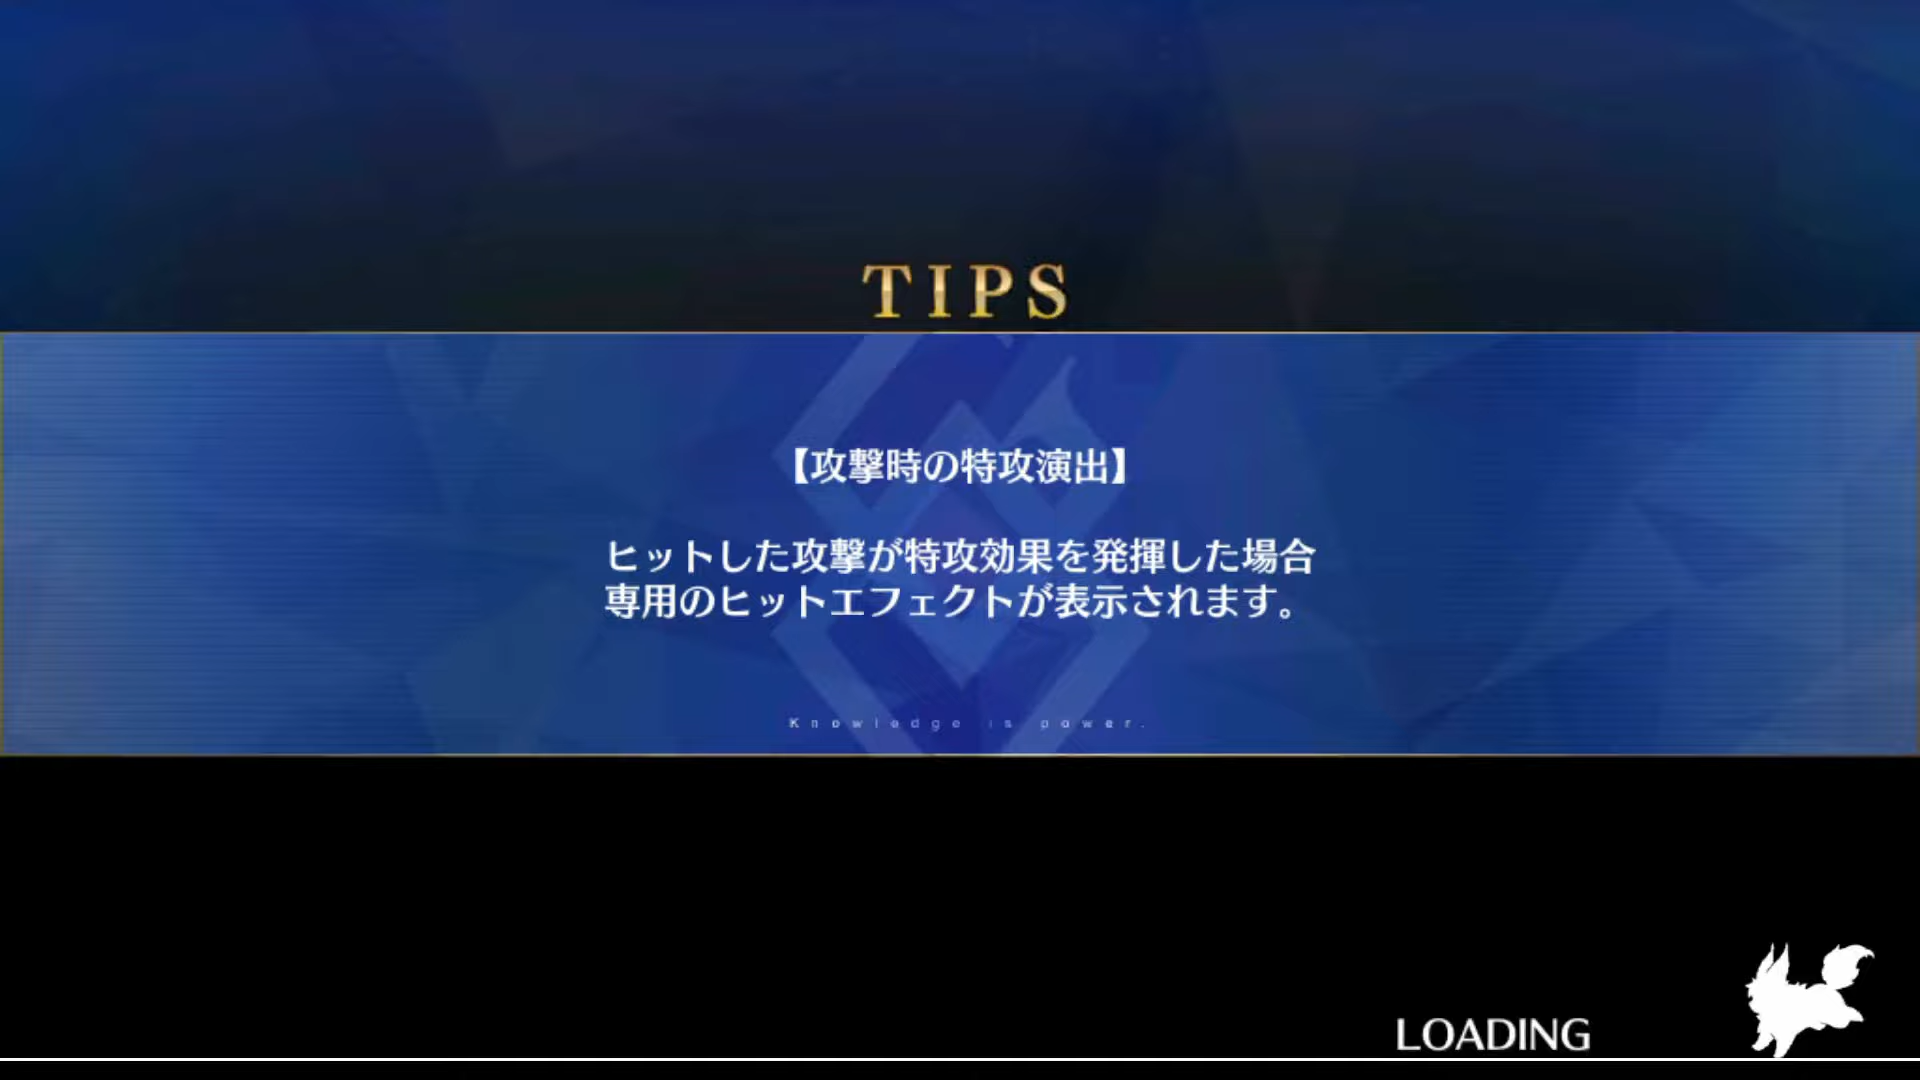 TIPS
【攻撃時の特攻演出】
ヒットした攻撃が特攻効果を発揮した場合
専用のヒットエフェクトが表示されます。
Knowledge is power.
LOADING